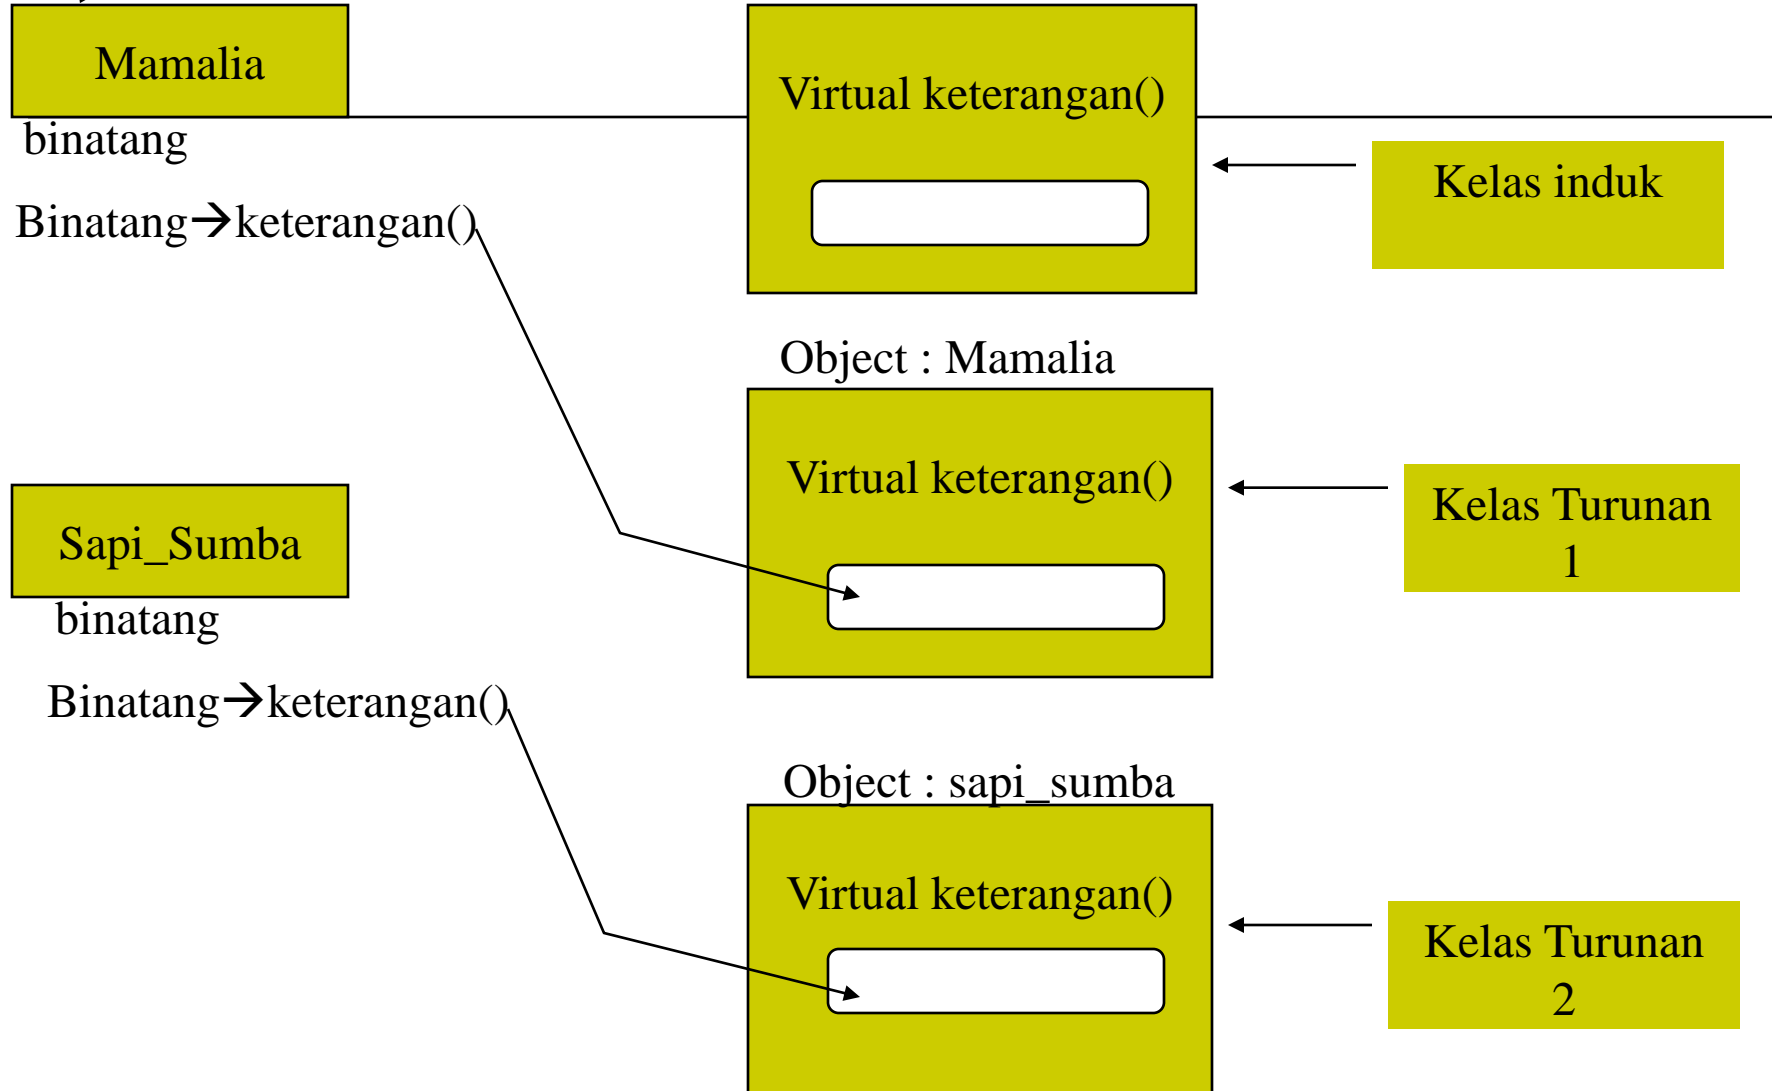 Mamalia
binatang
Binatang→keterangan()
Virtual keterangan()
Kelas induk
Object : Mamalia
Virtual keterangan()
Kelas Turunan
1
Sapi_Sumba
binatang
Binatang→keterangan()
Object : sapi_sumba
Virtual keterangan()
Kelas Turunan
2